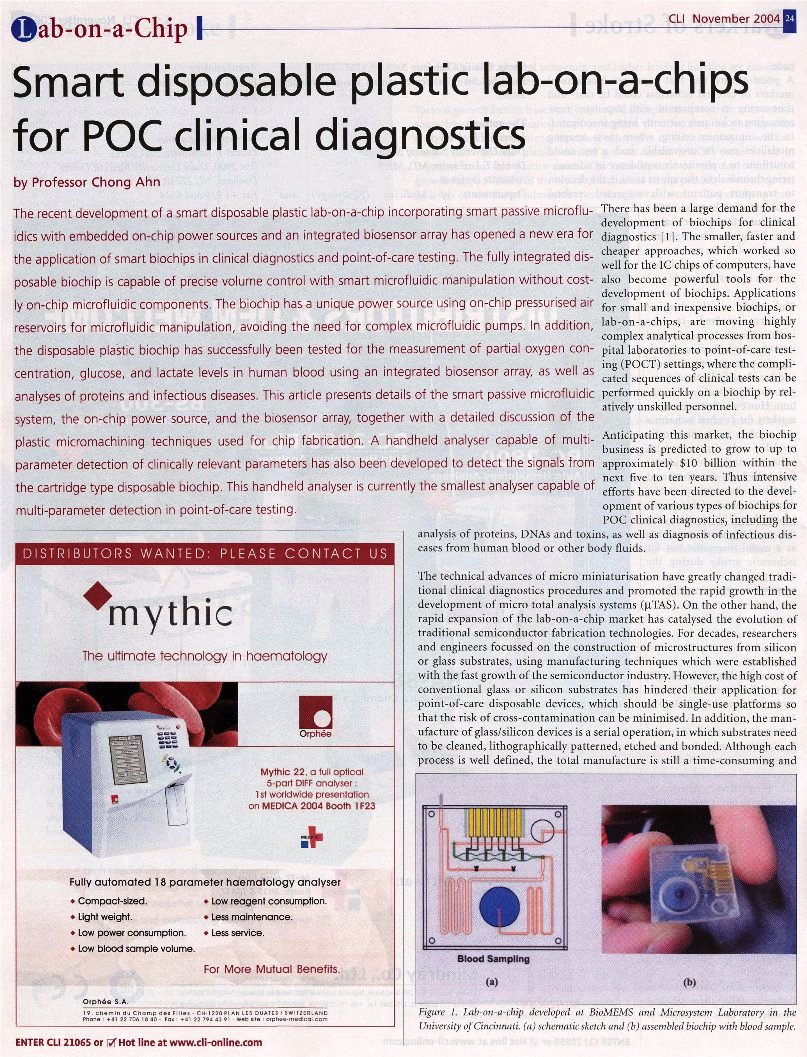 Lab-on-a-Chip
CLI November 2004 24
Smart disposable plastic lab-on-a-chips
for POC clinical diagnostics
by Professor Chong Ahn
The recent development of a smart disposable plastic lab-on-a-chip incorporating smart passive microflu-
idics with embedded on-chip power sources and an integrated biosensor array has opened a new era for
the application of smart biochips in clinical diagnostics and point-of-care testing. The fully integrated dis-
posable biochip is capable of precise volume control with smart microfluidic manipulation without cost-
ly on-chip microfluidic components. The biochip has a unique power source using on-chip pressurised air
reservoirs for microfluidic manipulation, avoiding the need for complex microfluidic pumps. In addition,
the disposable plastic biochip has successfully been tested for the measurement of partial oxygen con-
centration, glucose, and lactate levels in human blood using an integrated biosensor array, as well as
analyses of proteins and infectious diseases. This article presents details of the smart passive microfluidic
system, the on-chip power source, and the biosensor array, together with a detailed discussion of the
plastic micromachining techniques used for chip fabrication. A handheld analyser capable of multi-
parameter detection of clinically relevant parameters has also been developed to detect the signals from
the cartridge type disposable biochip. This handheld analyser is currently the smallest analyser capable of
multi-parameter detection in point-of-care testing.
There has been a large demand for the
development of biochips for clinical
diagnostics [1]. The smaller, faster and
cheaper approaches, which worked so
well for the IC chips of computers, have
also become powerful tools for the
development of biochips. Applications
for small and inexpensive biochips, or
lab-on-a-chips, are moving highly
complex analytical processes from hos-
pital laboratories to point-of-care test-
ing (POCT) settings, where the compli-
cated sequences of clinical tests can be
performed quickly on a biochip by rel-
atively unskilled personnel.
Anticipating this market, the biochip
business is predicted to grow to up to
approximately $10 billion within the
next five to ten years. Thus intensive
efforts have been directed to the devel-
opment of various types of biochips for
POC clinical diagnostics, including the
analysis of proteins, DNAs and toxins, as well as diagnosis of infectious dis-
eases from human blood or other body fluids.
The technical advances of micro miniaturisation have greatly changed tradi-
tional clinical diagnostics procedures and promoted the rapid growth in the
development of micro total analysis systems (µTAS). On the other hand, the
rapid expansion of the lab-on-a-chip market has catalysed the evolution of
traditional semiconductor fabrication technologies. For decades, researchers
and engineers focussed on the construction of microstructures from silicon
or glass substrates, using manufacturing techniques which were established
with the fast growth of the semiconductor industry. However, the high cost of
conventional glass or silicon substrates has hindered their application for
point-of-care disposable devices, which should be single-use platforms so
that the risk of cross-contamination can be minimised. In addition, the man-
ufacture of glass/silicon devices is a serial operation, in which substrates need
to be cleaned, lithographically patterned, etched and bonded. Although each
process is well defined, the total manufacture is still a time-consuming and
DISTRIBUTORS WANTED: PLEASE CONTACT US
mythic
The ultimate technology in haematology
Orphée
Mythic 22, a full optical
5-part DIFF analyser :
1st worldwide presentation
on MEDICA 2004 Booth 1F23
Fully automated 18 parameter haematology analyser
• Compact-sized.
• Light weight.
• Low power consumption.
• Low blood sample volume.
• Low reagent consumption.
• Less maintenance.
• Less service.
For More Mutual Benefits.
Orphée S.A.
19, chemin du Champ des Filles - CH-1228 PLAN LES OUATES / SWITZERLAND
Phone : +41 22 706 18 40 - Fax : +41 22 794 43 91 - Web site : orphee-medical.com
ENTER CLI 21065 or Hot line at www.cli-online.com
Blood Sampling
(a)
(b)
Figure 1. Lab-on-a-chip developed at BioMEMS and Microsystem Laboratory in the
University of Cincinnati. (a) schematic sketch and (b) assembled biochip with blood sample.